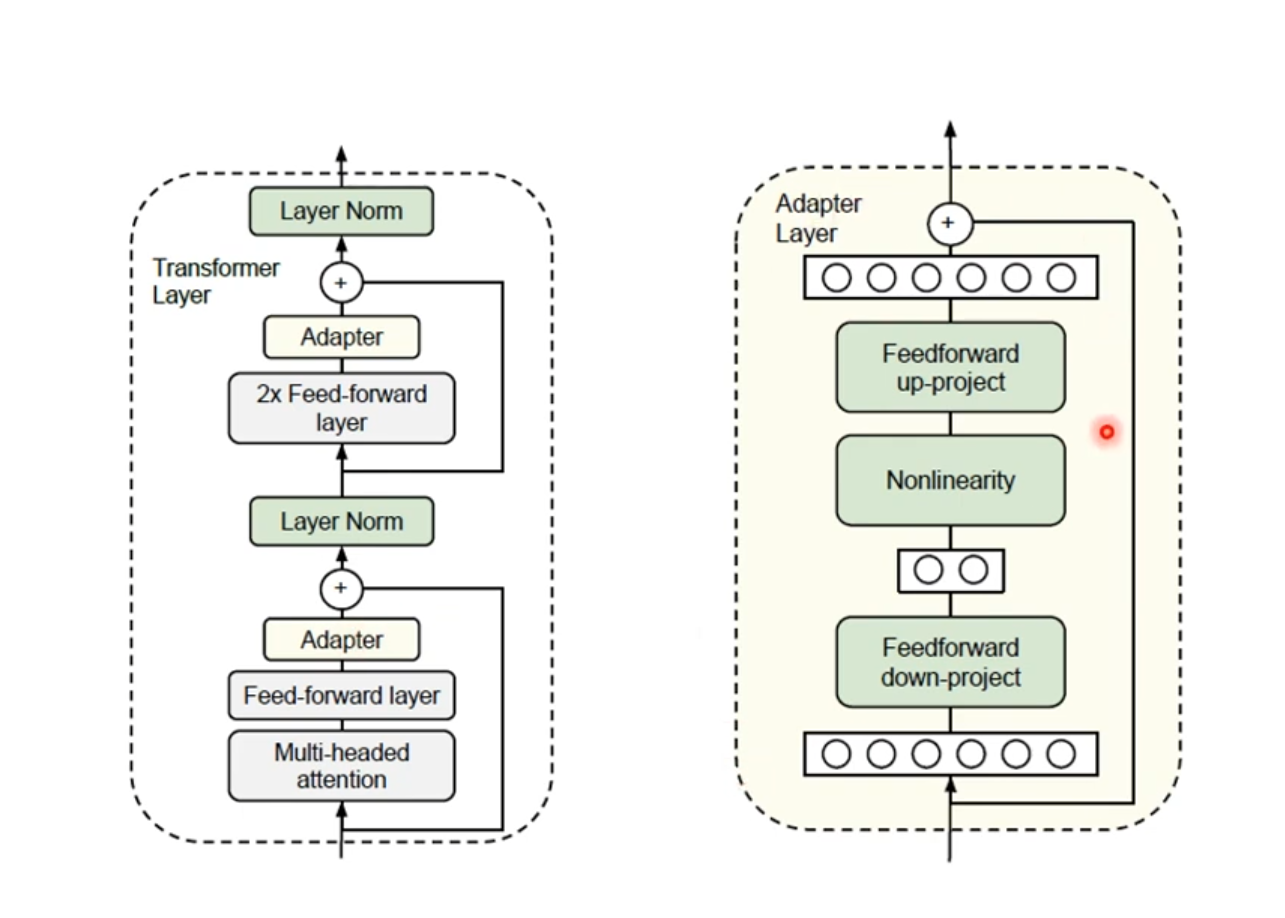 Layer Norm
Transformer
Layer
+
Adapter
2x Feed-forward
layer
Layer Norm
+
Adapter
Feed-forward layer
Multi-headed
attention
Adapter
Layer
+
Feedforward
up-project
Nonlinearity
Feedforward
down-project